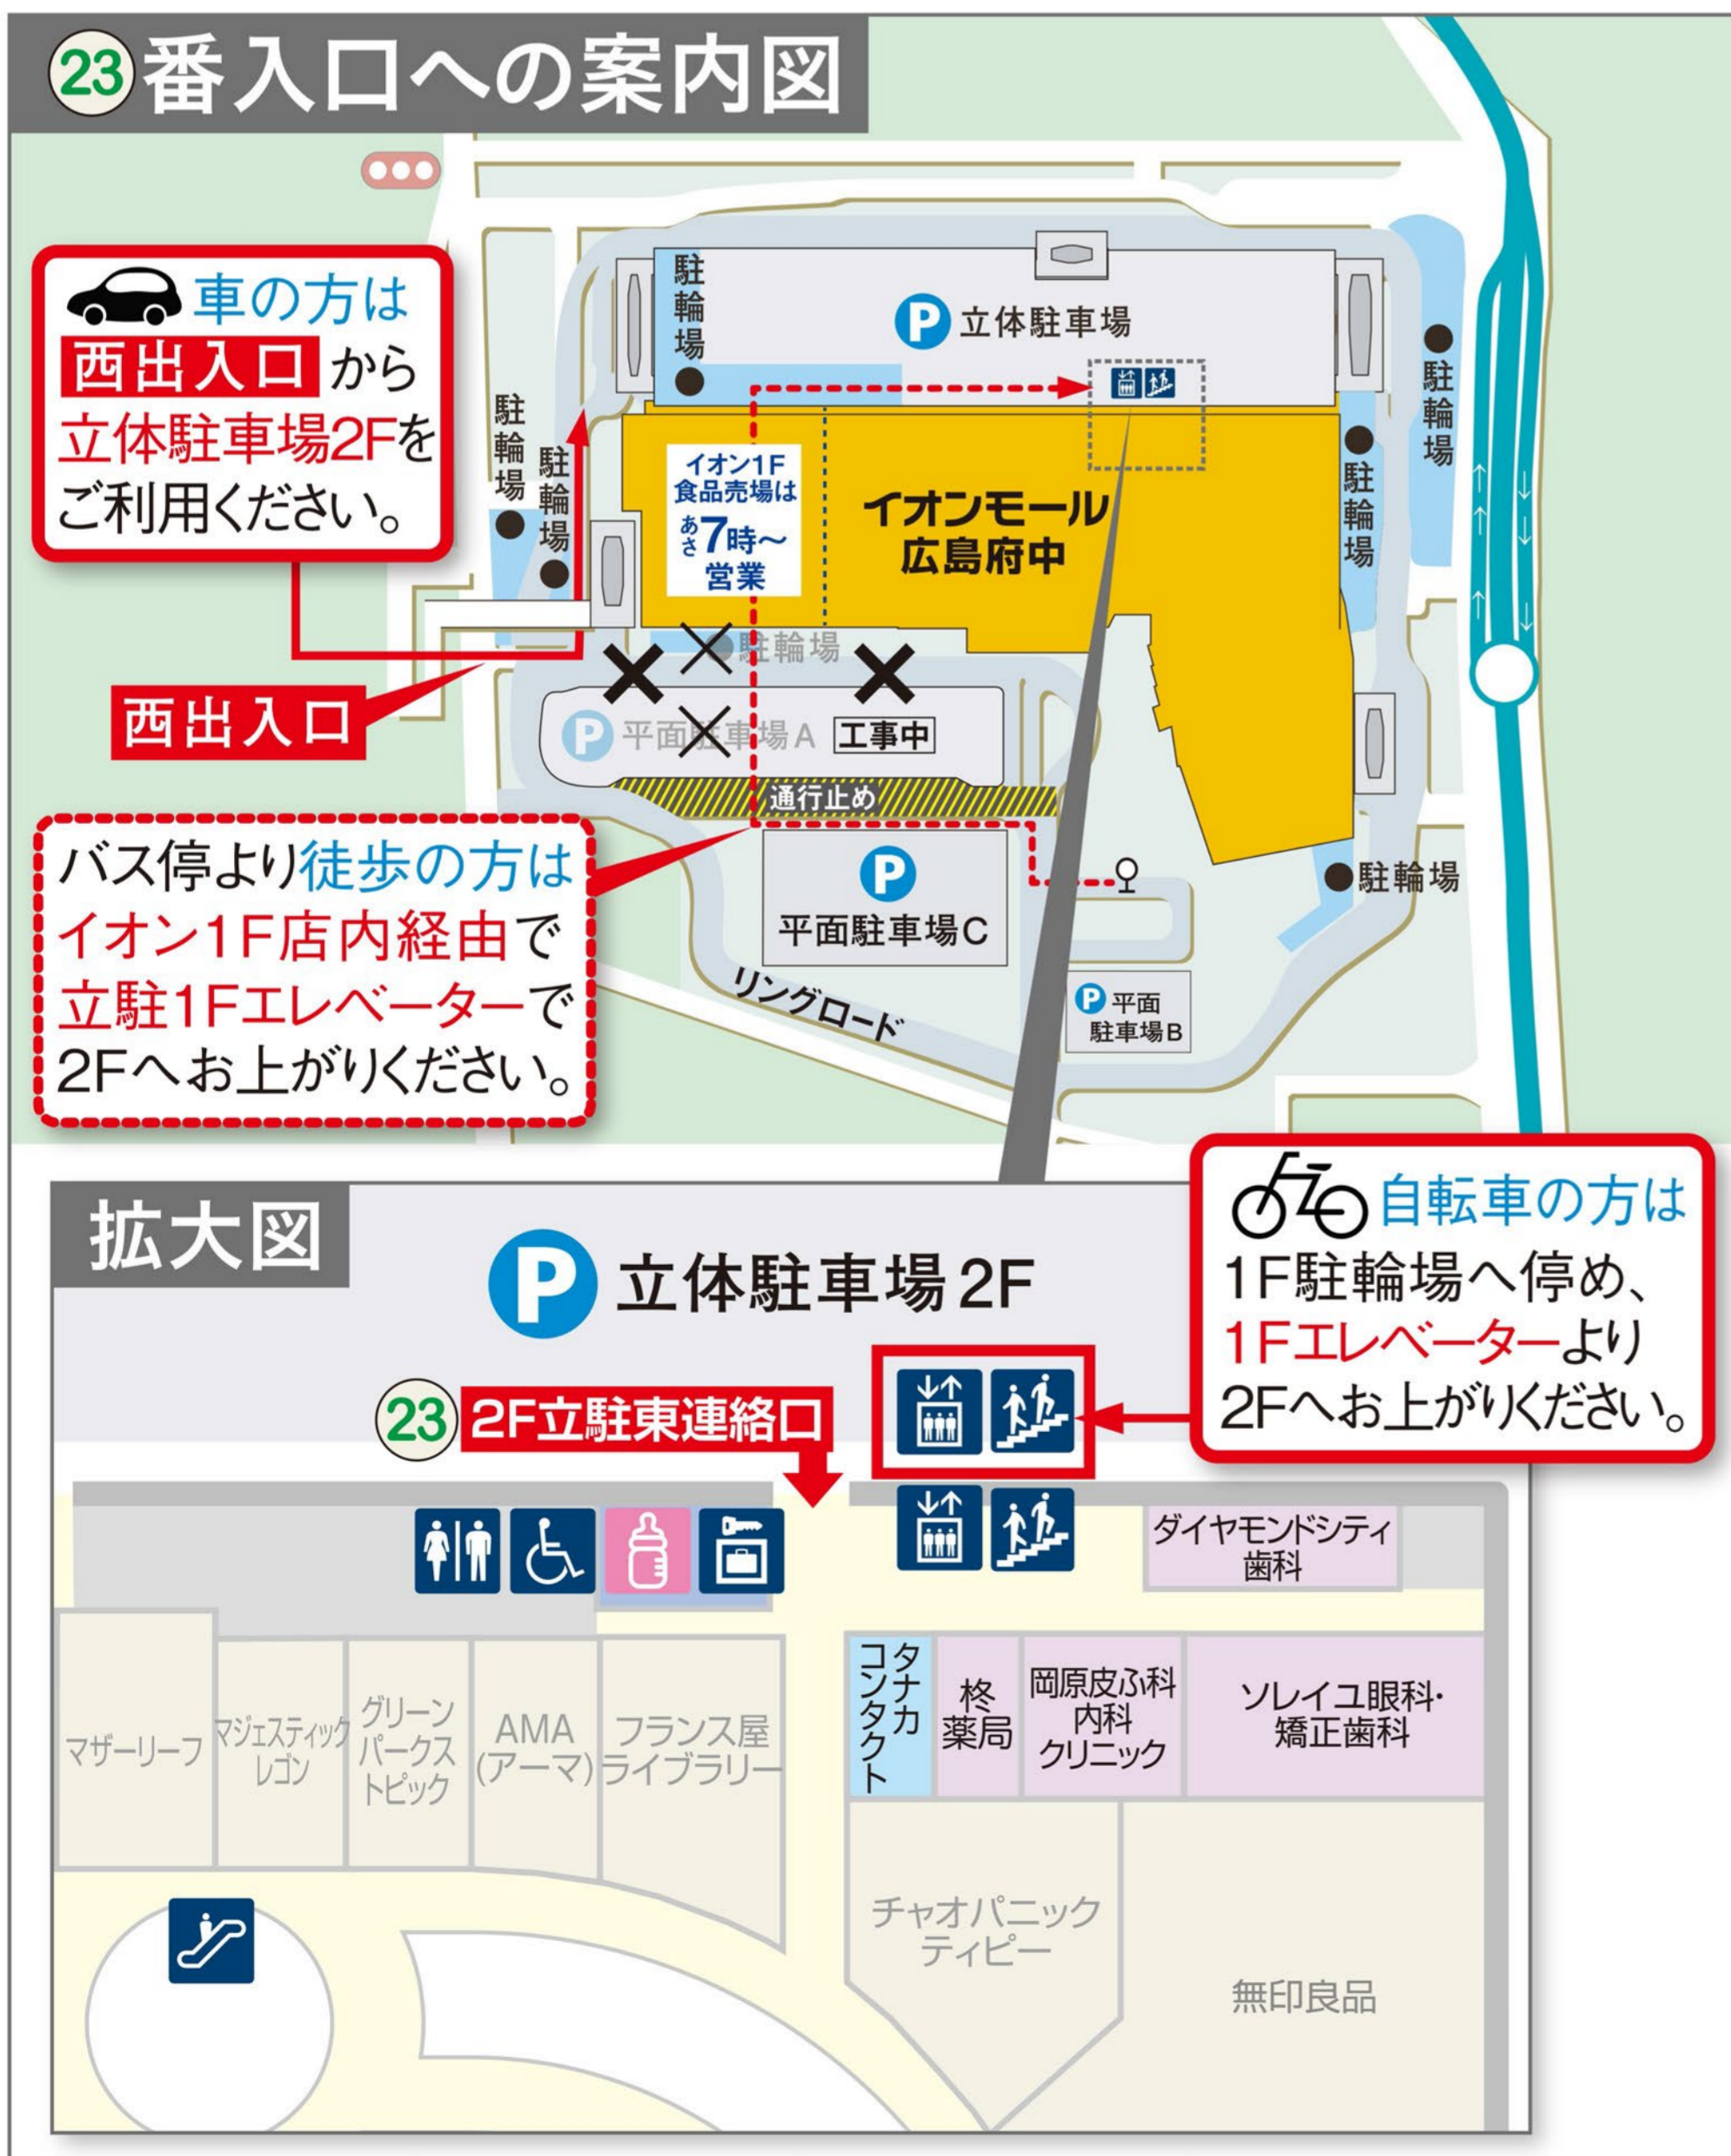 23番入口への案内図
車の方は
西出入口から
立体駐車場2Fを
ご利用ください。
駐輪場
P 立体駐車場
駐輪場
駐輪場
駐輪場
駐輪場
イオン1F
食品売場は
あさ7時〜
営業
イオンモール
広島府中
駐輪場
西出入口
P 平面駐車場A
工事中
通行止め
バス停より徒歩の方は
イオン1F店内経由で
立駐1Fエレベーターで
2Fへお上がりください。
P
平面駐車場C
駐輪場
リングロード
P 平面
駐車場B
拡大図
P 立体駐車場2F
自転車の方は
1F駐輪場へ停め、
1Fエレベーターより
2Fへお上がりください。
23 2F立駐東連絡口
ダイヤモンドシティ
歯科
マザーリーフ
マジェスティック
レゴン
グリーン
パークス
トピック
AMA
(アーマ)
フランス屋
ライブラリー
タナカ
コンタクト
柊
薬局
岡原皮ふ科
内科
クリニック
ソレイユ眼科・
矯正歯科
チャオパニック
ティピー
無印良品